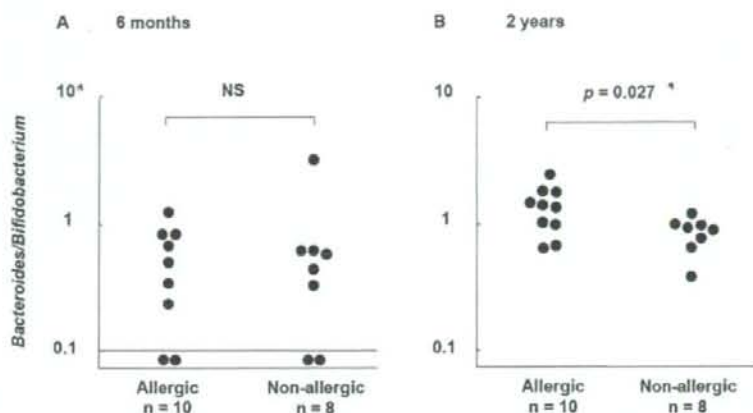 A 6 months
NS
10⁴
1
0.1
Bacteroides/Bifidobacterium
Allergic
n = 10
Non-allergic
n = 8
B 2 years
p = 0.027 *
10
1
0.1
Allergic
n = 10
Non-allergic
n = 8